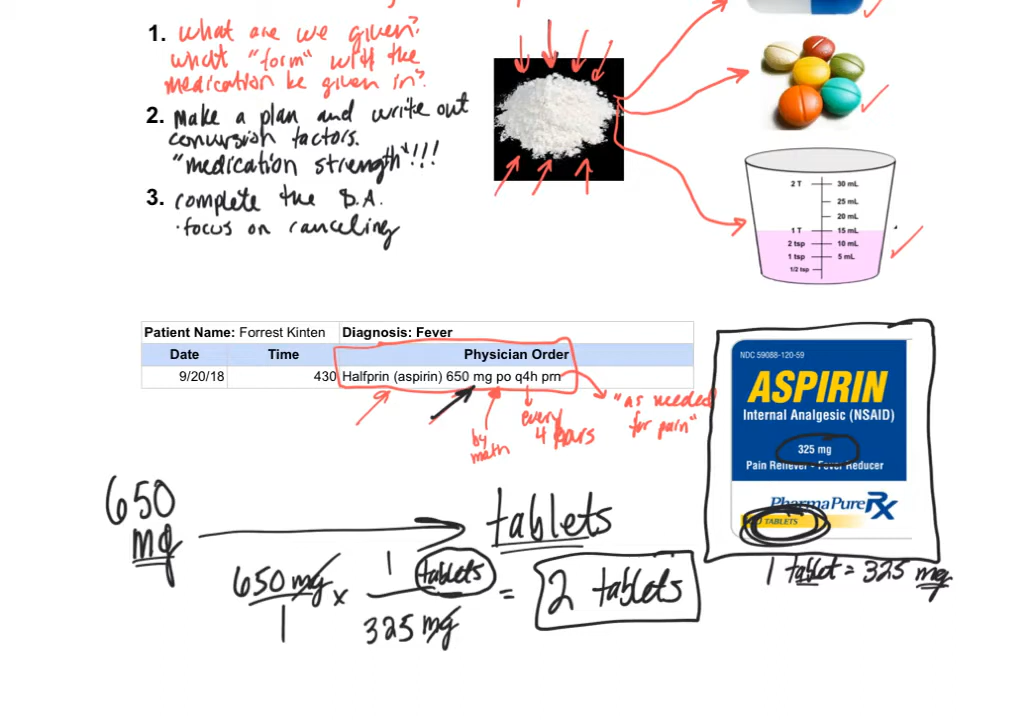 1. what are we given?
what "form" will the
medication be given in?
2. Make a plan and write out
conversion factors.
"medication strength"!!!
3. complete the D.A.
· focus on canceling
2 T 30 mL
25 mL
20 mL
1 T 15 mL
2 tsp 10 mL
1 tsp 5 mL
1/2 tsp
Patient Name: Forrest Kinten Diagnosis: Fever
Date Time Physician Order
9/20/18 430 Halfprin (aspirin) 650 mg po q4h prn
by
every
4 hours
"as needed
for pain"
NDC 59088-120-59
ASPIRIN
Internal Analgesic (NSAID)
325 mg
Pain Reliever - Fever Reducer
PharmaPureRx
TABLETS
1 tablet = 325 mg
650
mg
tablets
650 mg x 1 tablets = 2 tablets
1 325 mg